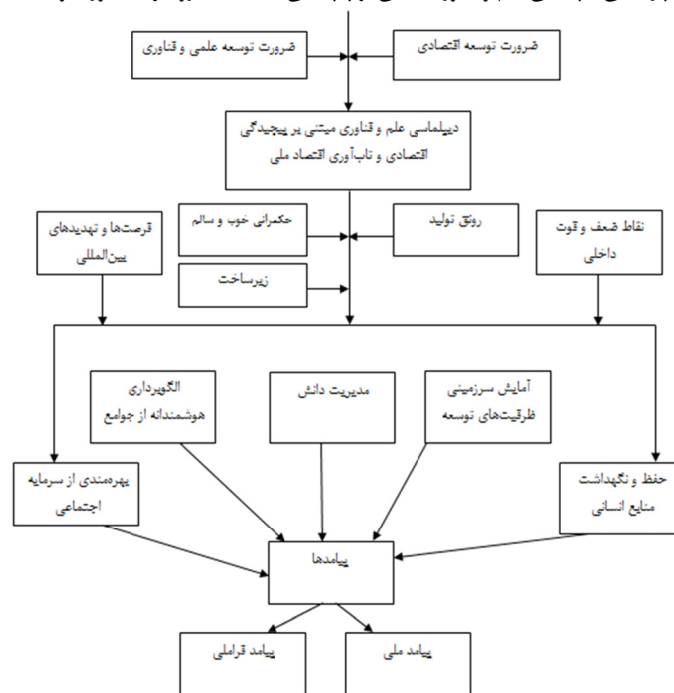 ضرورت توسعه اقتصادی
ضرورت توسعه علمی و فناوری
دیپلماسی علم و فناوری مبتنی بر پیچیدگی
اقتصادی و تاب‌آوری اقتصاد ملی
رونق تولید
حکمرانی خوب و سالم
زیرساخت
نقاط ضعف و قوت
داخلی
فرصت‌ها و تهدیدهای
بین‌المللی
آمایش سرزمینی
ظرفیت‌های توسعه
مدیریت دانش
الگوبرداری
هوشمندانه از جوامع
حفظ و نگهداشت
منابع انسانی
بهره‌مندی از سرمایه
اجتماعی
پیامدها
پیامد ملی
پیامد فراملی